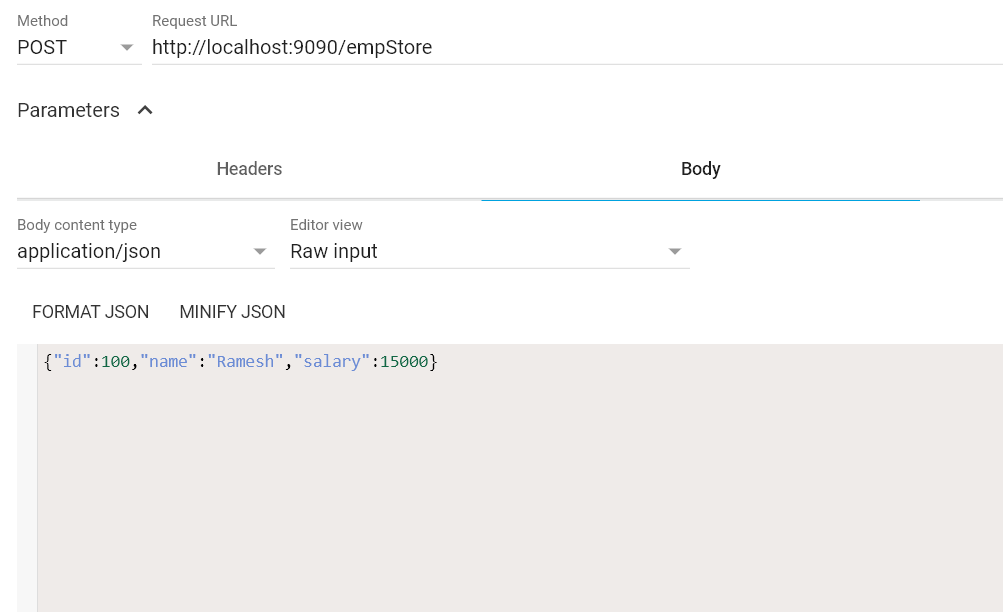 Method Request URL
POST http://localhost:9090/empStore
Parameters
Headers Body
Body content type Editor view
application/json Raw input
FORMAT JSON MINIFY JSON
{"id":100,"name":"Ramesh","salary":15000}